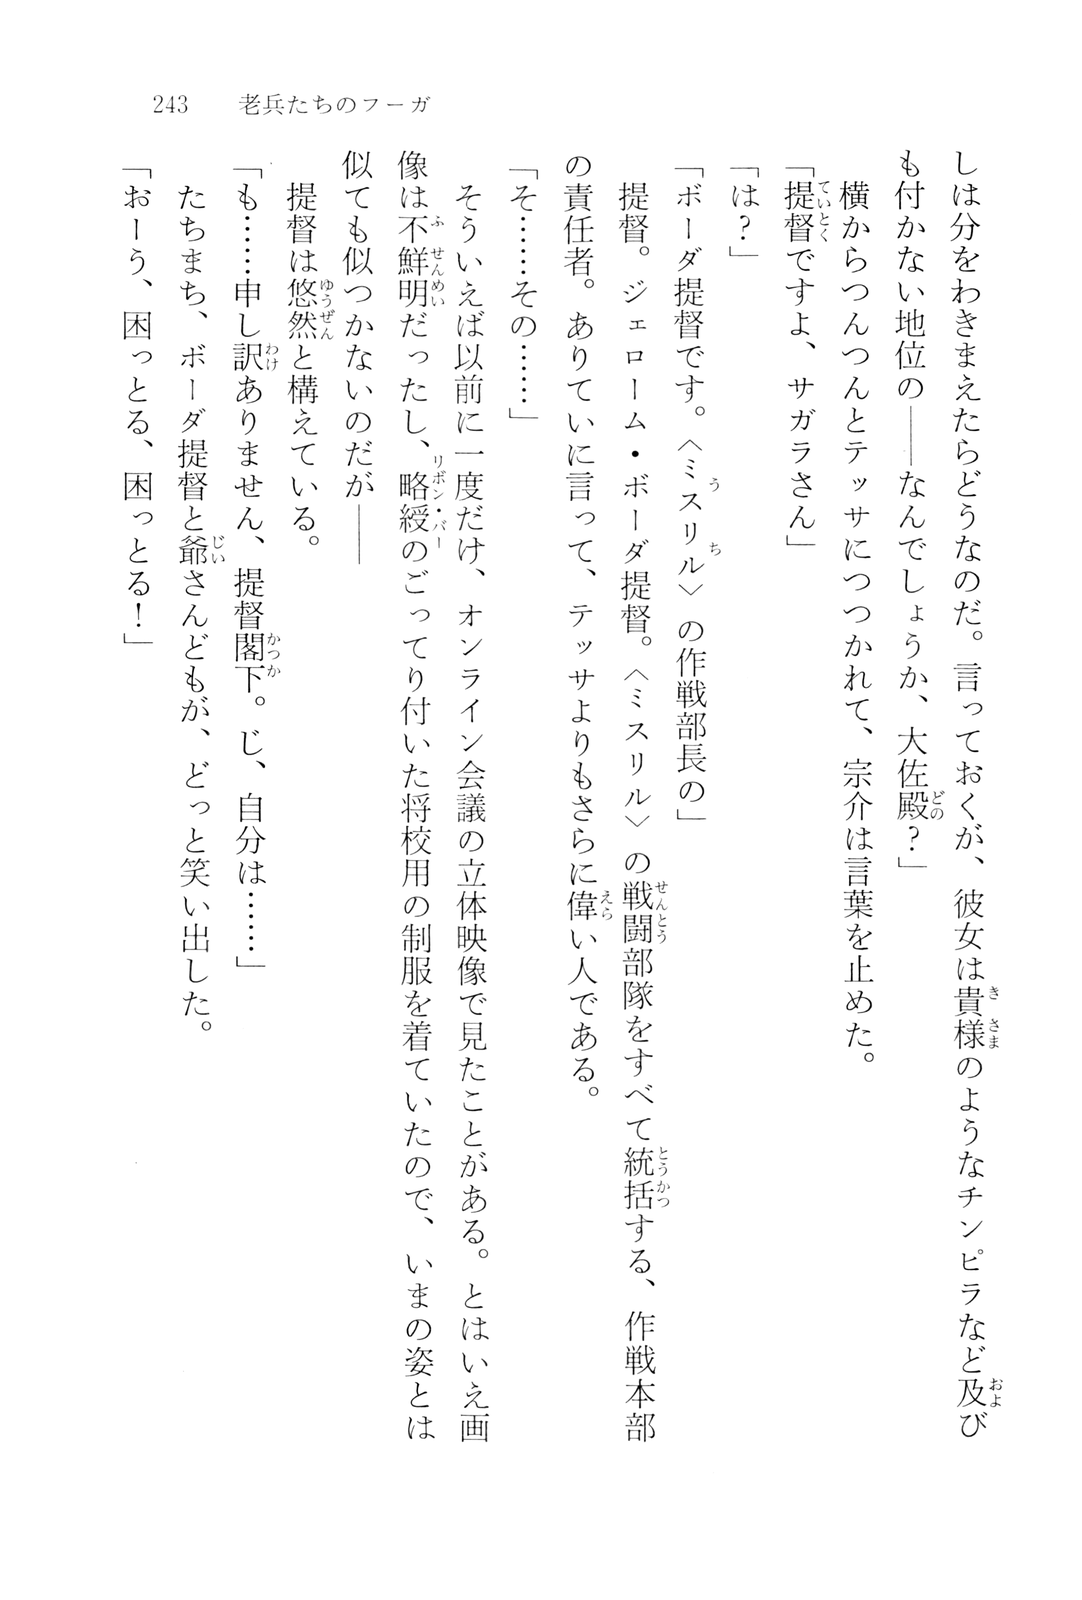 243　老兵たちのフーガ
しは分をわきまえたらどうなのだ。言っておくが、彼女は貴様のようなチンピラなど及び
も付かない地位の――なんでしょうか、大佐殿？」
　横からつんつんとテッサにつつかれて、宗介は言葉を止めた。
「提督ですよ、サガラさん」
「は？」
「ボーダ提督です。〈ミスリル〉の作戦部長の」
　提督。ジェローム・ボーダ提督。〈ミスリル〉の戦闘部隊をすべて統括する、作戦本部
の責任者。ありていに言って、テッサよりもさらに偉い人である。
「そ……その……」
　そういえば以前に一度だけ、オンライン会議の立体映像で見たことがある。とはいえ画
像は不鮮明だったし、略綬のごってり付いた将校用の制服を着ていたので、いまの姿とは
似ても似つかないのだが――
　提督は悠然と構えている。
「も……申し訳ありません、提督閣下。じ、自分は……」
　たちまち、ボーダ提督と爺さんどもが、どっと笑い出した。
「おーう、困っとる、困っとる！」